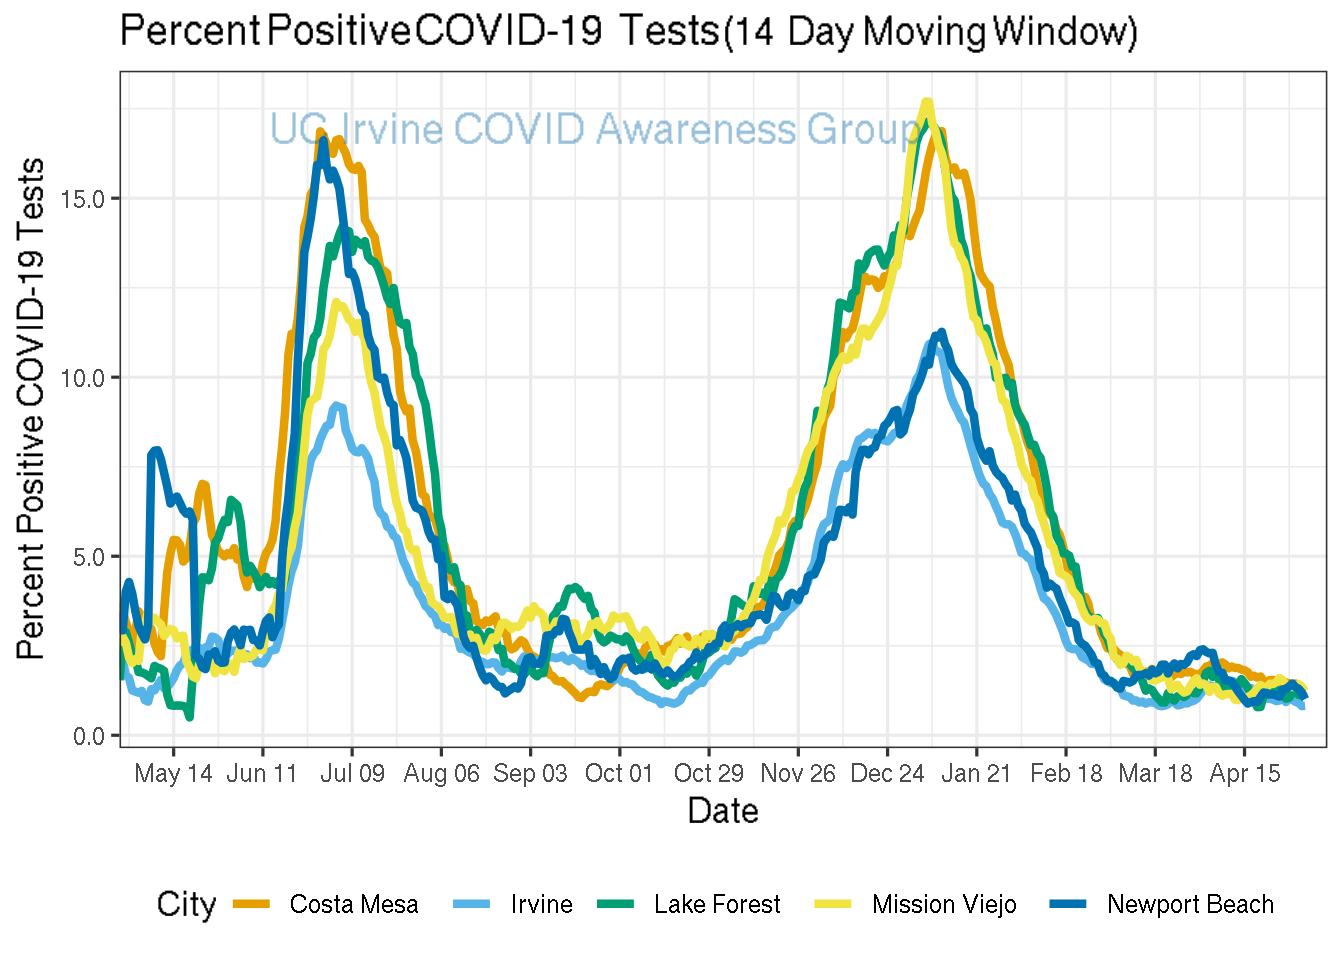 Percent Positive COVID-19 Tests (14 Day Moving Window)
UC Irvine COVID Awareness Group
Percent Positive COVID-19 Tests
15.0
10.0
5.0
0.0
May 14 Jun 11 Jul 09 Aug 06 Sep 03 Oct 01 Oct 29 Nov 26 Dec 24 Jan 21 Feb 18 Mar 18 Apr 15
Date
City Costa Mesa Irvine Lake Forest Mission Viejo Newport Beach